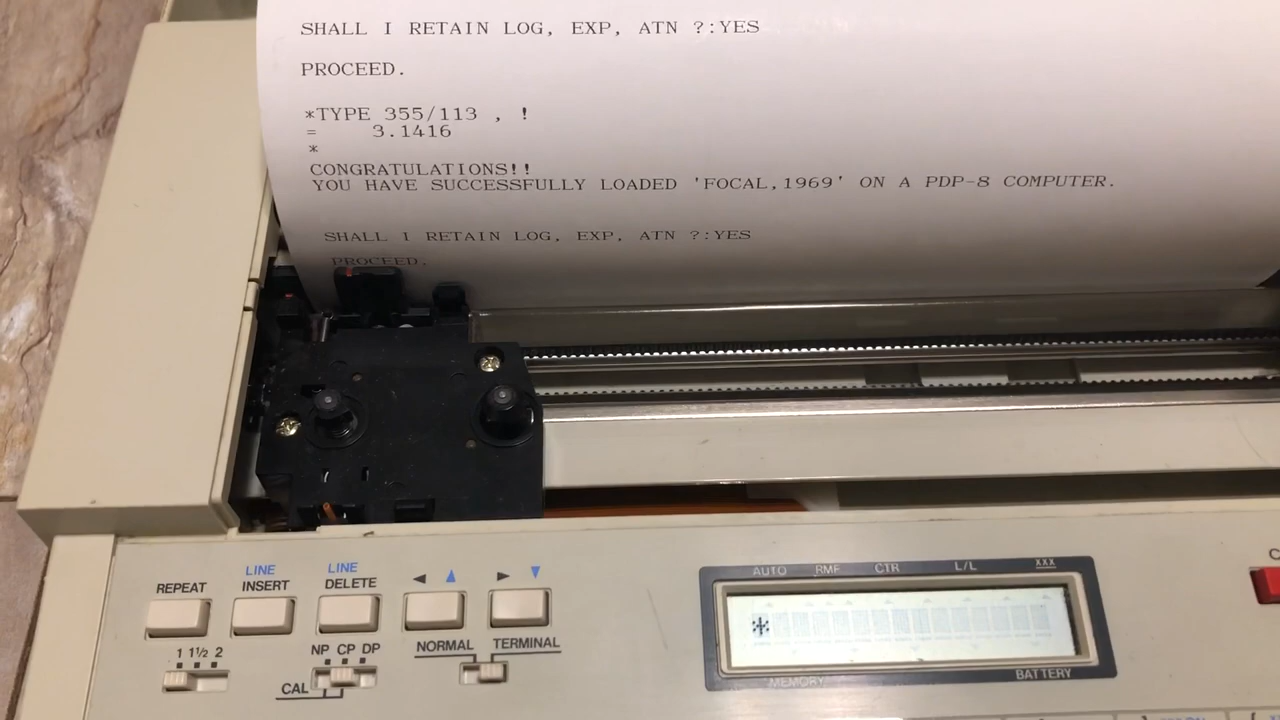 SHALL I RETAIN LOG, EXP, ATN ?:YES
PROCEED.
*TYPE 355/113 , !
= 3.1416
*
CONGRATULATIONS!!
YOU HAVE SUCCESSFULLY LOADED 'FOCAL,1969' ON A PDP-8 COMPUTER.
SHALL I RETAIN LOG, EXP, ATN ?:YES
PROCEED.
LINE LINE
REPEAT INSERT DELETE ◄ ▲ ► ▼
1 1½ 2 NP CP DP NORMAL TERMINAL
CAL
AUTO RMF CTR L/L XXX
*
MEMORY BATTERY